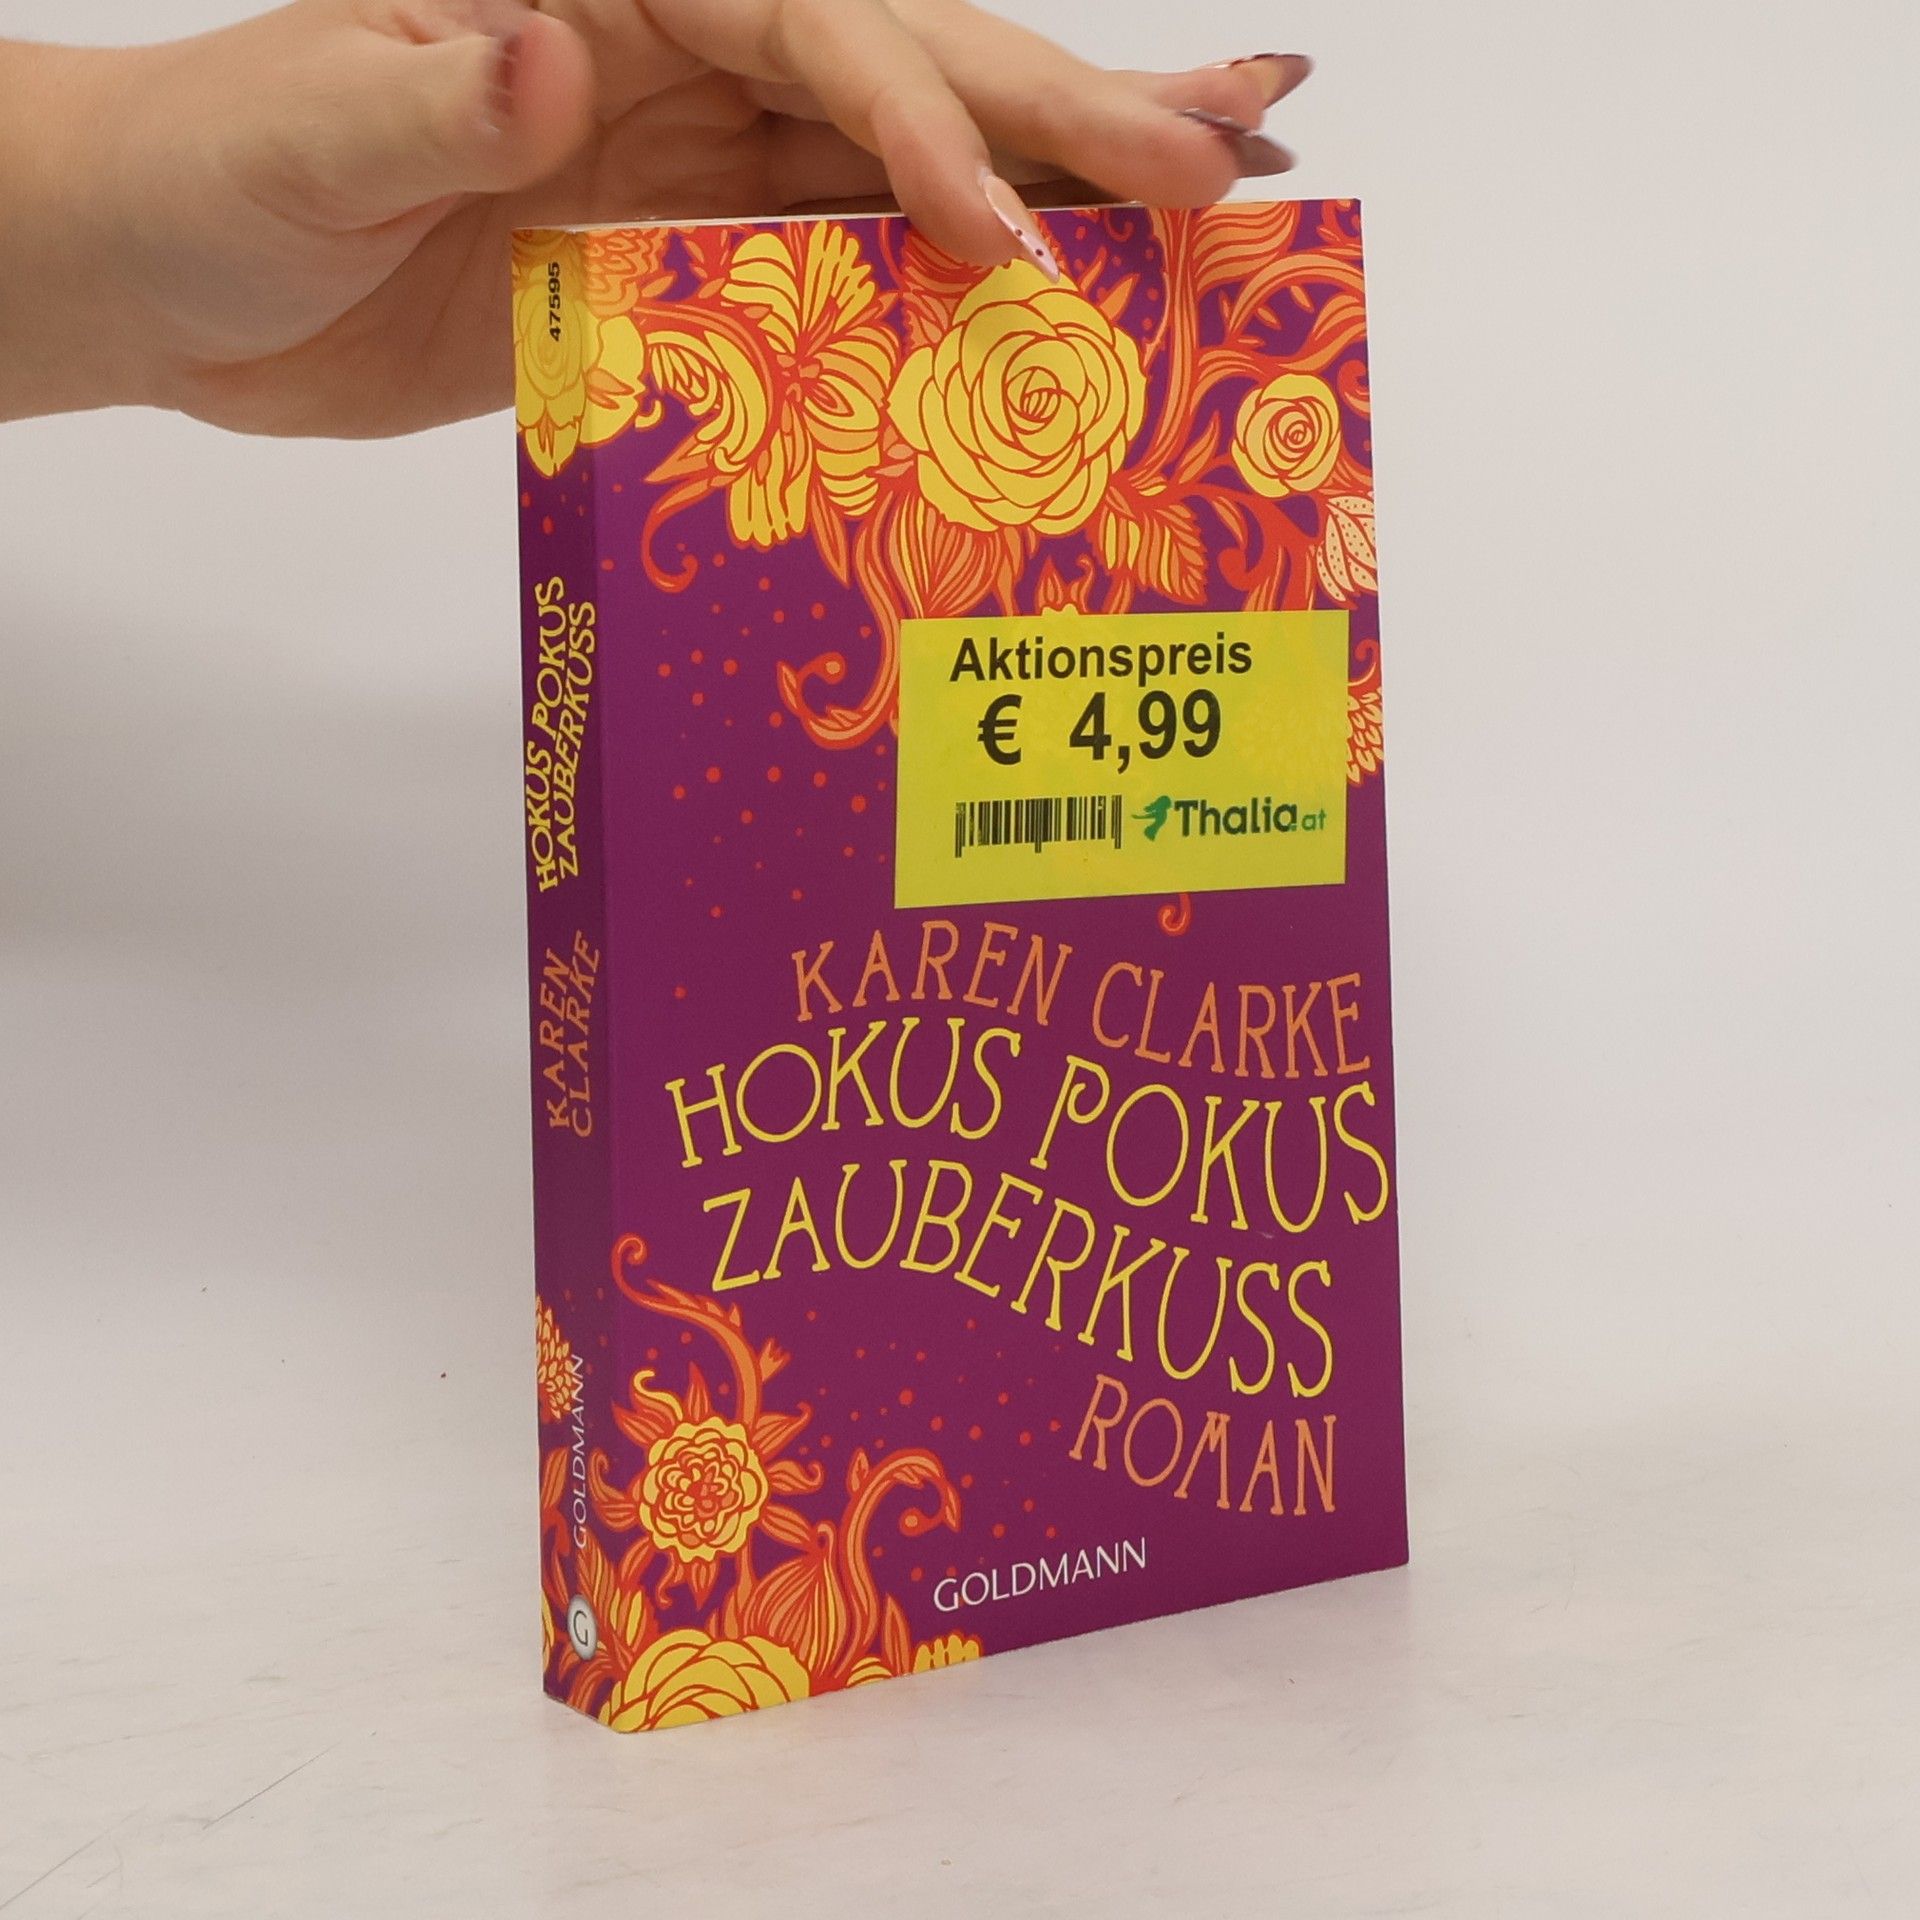 47595
HOKUS POKUS
ZAUBERKUSS
KAREN
CLARKE
GOLDMANN
G
Aktionspreis
€ 4,99
Thalia.at
KAREN CLARKE
HOKUS POKUS
ZAUBERKUSS
ROMAN
GOLDMANN